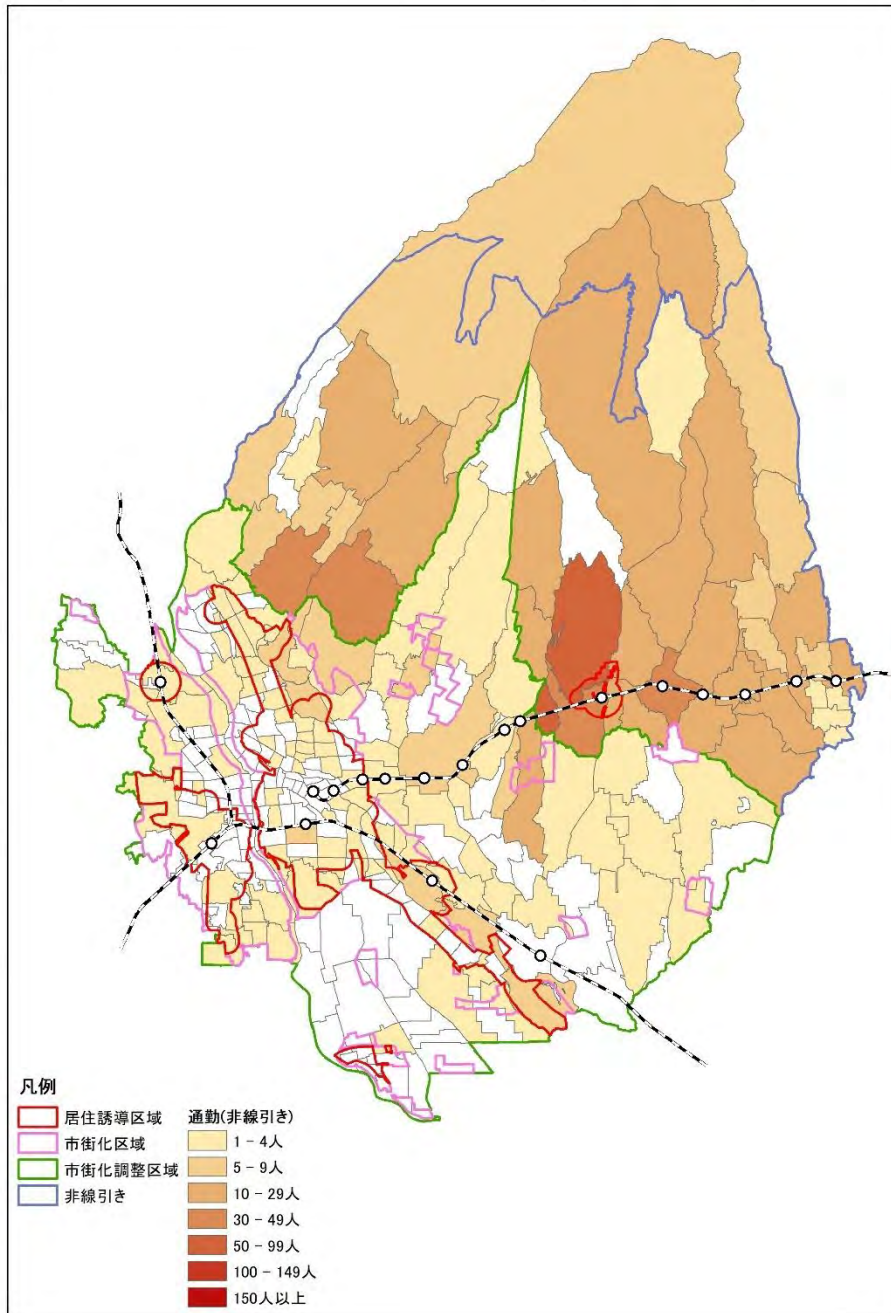 凡例
居住誘導区域
市街化区域
市街化調整区域
非線引き
通勤(非線引き)
1 - 4人
5 - 9人
10 - 29人
30 - 49人
50 - 99人
100 - 149人
150人以上